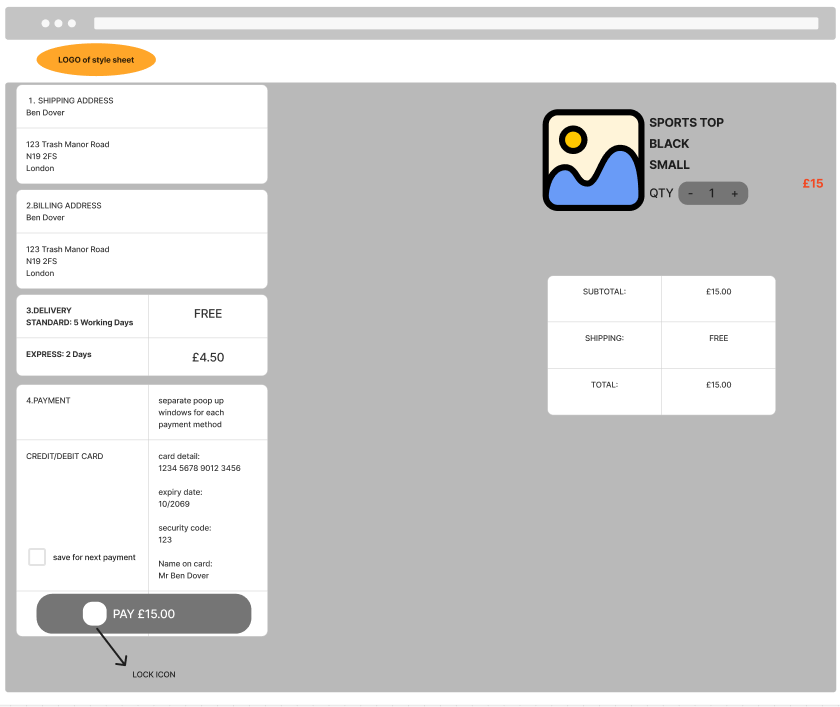 LOGO of style sheet
1. SHIPPING ADDRESS
Ben Dover
123 Trash Manor Road
N19 2FS
London
2.BILLING ADDRESS
Ben Dover
123 Trash Manor Road
N19 2FS
London
3.DELIVERY
STANDARD: 5 Working Days
FREE
EXPRESS: 2 Days
£4.50
4.PAYMENT
separate poop up
windows for each
payment method
CREDIT/DEBIT CARD
card detail:
1234 5678 9012 3456
expiry date:
10/2069
security code:
123
Name on card:
Mr Ben Dover
save for next payment
PAY £15.00
LOCK ICON
SPORTS TOP
BLACK
SMALL
£15
QTY - 1 +
SUBTOTAL: £15.00
SHIPPING: FREE
TOTAL: £15.00